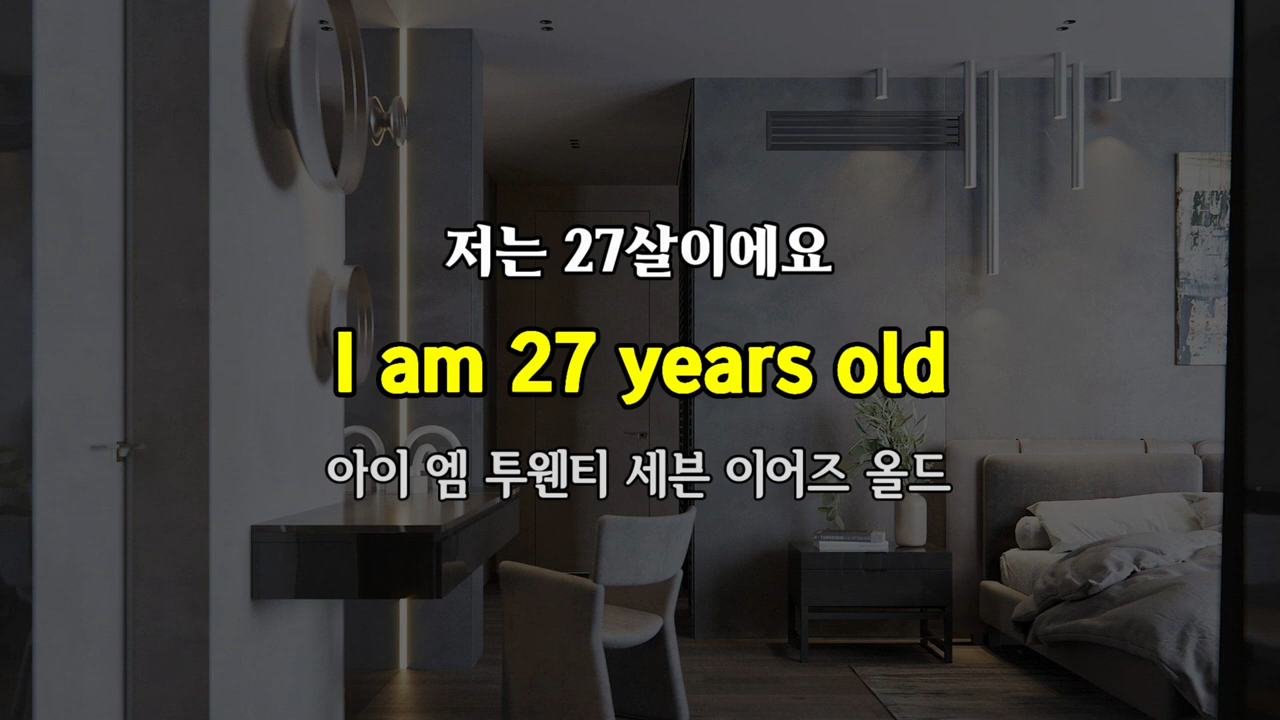 저는 27살이에요
I am 27 years old
아이 엠 투웬티 세븐 이어즈 올드